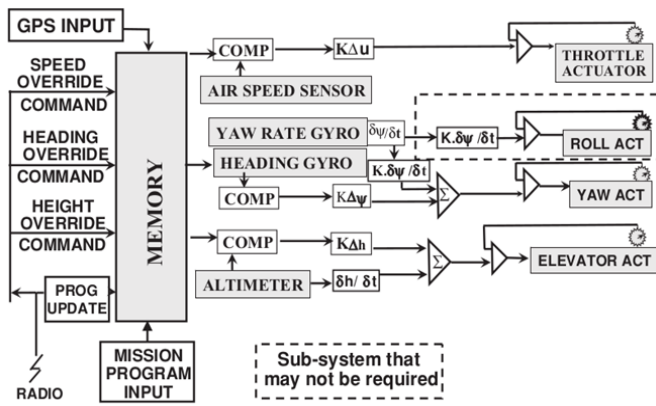 GPS INPUT
SPEED
OVERRIDE
COMMAND
HEADING
OVERRIDE
COMMAND
HEIGHT
OVERRIDE
COMMAND
PROG
UPDATE
RADIO
MEMORY
MISSION
PROGRAM
INPUT
COMP
KΔu
THROTTLE
ACTUATOR
AIR SPEED SENSOR
YAW RATE GYRO
δψ/δt
K.δψ/δt
ROLL ACT
HEADING GYRO
K.δψ/δt
COMP
KΔψ
Σ
YAW ACT
COMP
KΔh
Σ
ELEVATOR ACT
ALTIMETER
δh/ δt
Sub-system that
may not be required